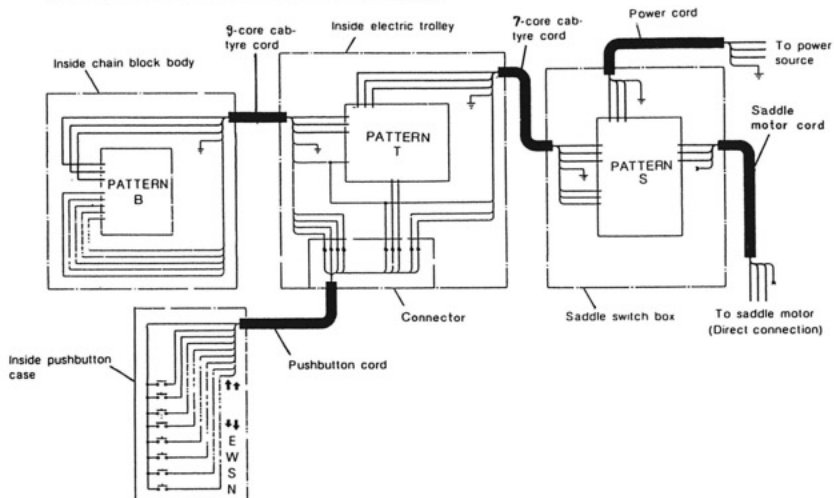 9-core cab-
tyre cord
Inside electric trolley
7-core cab-
tyre cord
Power cord
To power
source
Inside chain block body
Saddle
motor cord
PATTERN
B
PATTERN
T
PATTERN
S
Connector
Saddle switch box
To saddle motor
(Direct connection)
Inside pushbutton
case
Pushbutton cord
E
W
S
N